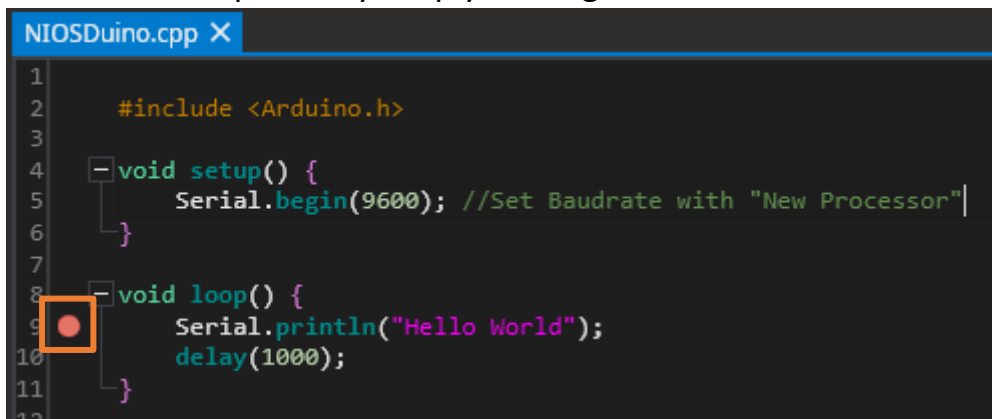 NIOSDuino.cpp ×
1
2 #include <Arduino.h>
3
4 void setup() {
5 Serial.begin(9600); //Set Baudrate with "New Processor"
6 }
7
8 void loop() {
9 Serial.println("Hello World");
10 delay(1000);
11 }